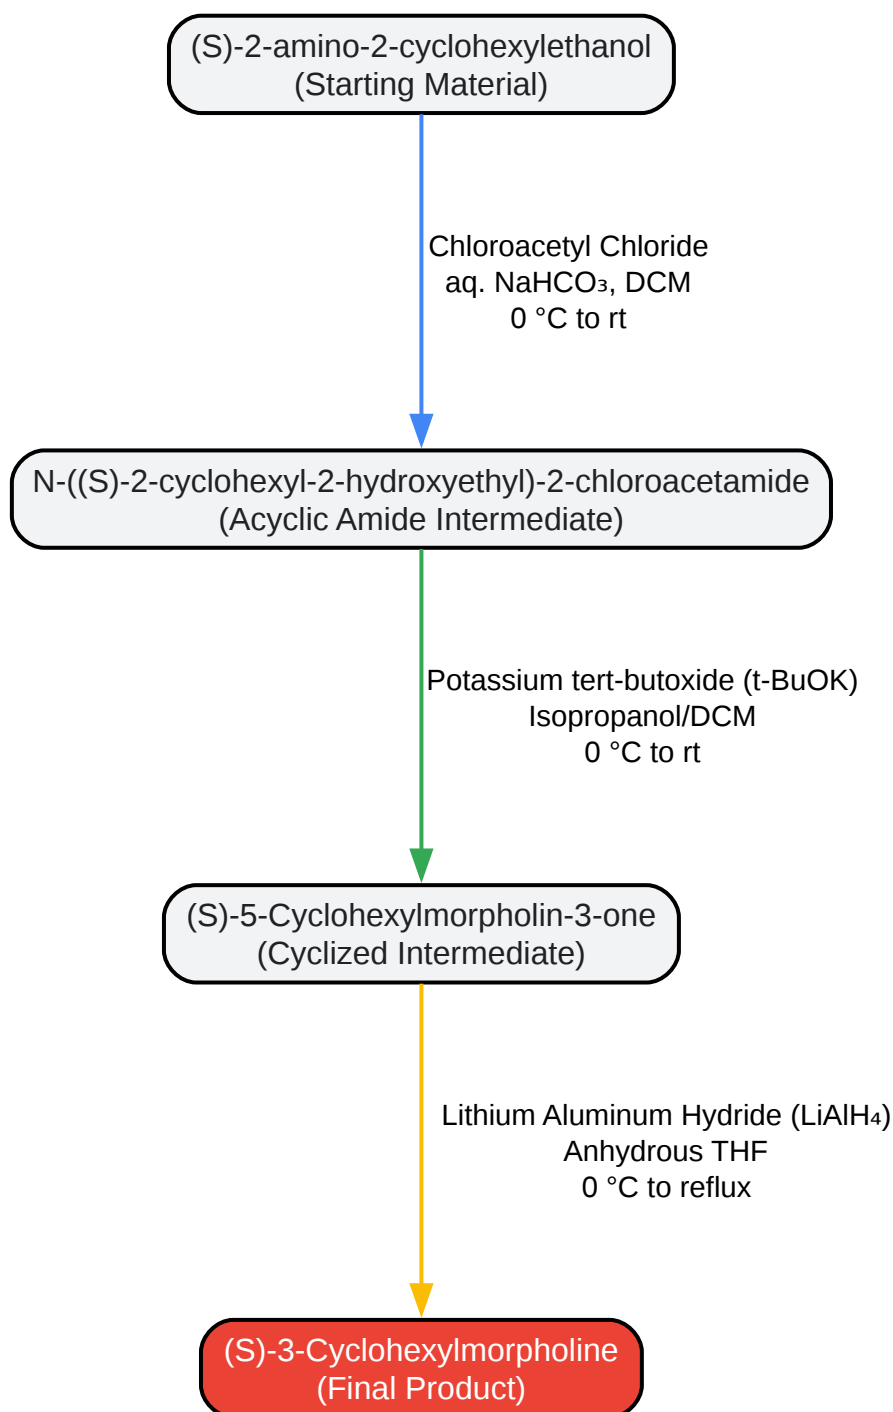 (S)-2-amino-2-cyclohexylethanol
(Starting Material)
Chloroacetyl Chloride
aq. NaHCO₃, DCM
0 °C to rt
N-((S)-2-cyclohexyl-2-hydroxyethyl)-2-chloroacetamide
(Acyclic Amide Intermediate)
Potassium tert-butoxide (t-BuOK)
Isopropanol/DCM
0 °C to rt
(S)-5-Cyclohexylmorpholin-3-one
(Cyclized Intermediate)
Lithium Aluminum Hydride (LiAlH₄)
Anhydrous THF
0 °C to reflux
(S)-3-Cyclohexylmorpholine
(Final Product)